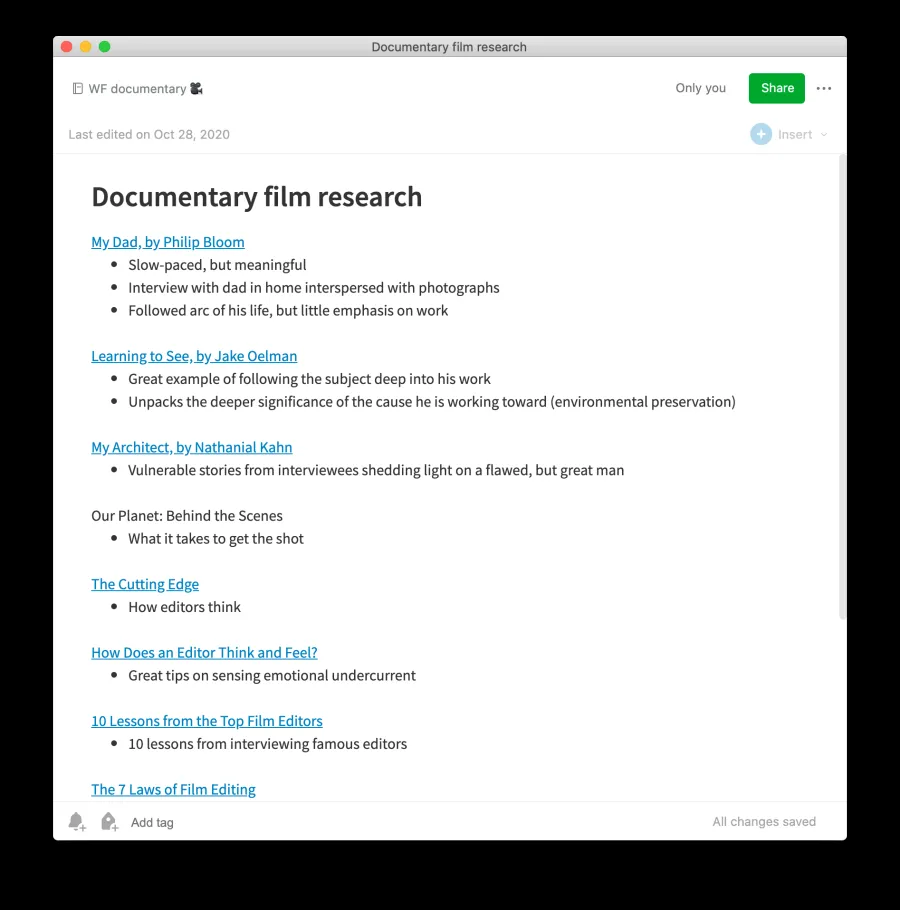 Documentary film research
WF documentary 🎥
Only you
Share
Last edited on Oct 28, 2020
Insert
Documentary film research
My Dad, by Philip Bloom
• Slow-paced, but meaningful
• Interview with dad in home interspersed with photographs
• Followed arc of his life, but little emphasis on work
Learning to See, by Jake Oelman
• Great example of following the subject deep into his work
• Unpacks the deeper significance of the cause he is working toward (environmental preservation)
My Architect, by Nathanial Kahn
• Vulnerable stories from interviewees shedding light on a flawed, but great man
Our Planet: Behind the Scenes
• What it takes to get the shot
The Cutting Edge
• How editors think
How Does an Editor Think and Feel?
• Great tips on sensing emotional undercurrent
10 Lessons from the Top Film Editors
• 10 lessons from interviewing famous editors
The 7 Laws of Film Editing
Add tag
All changes saved